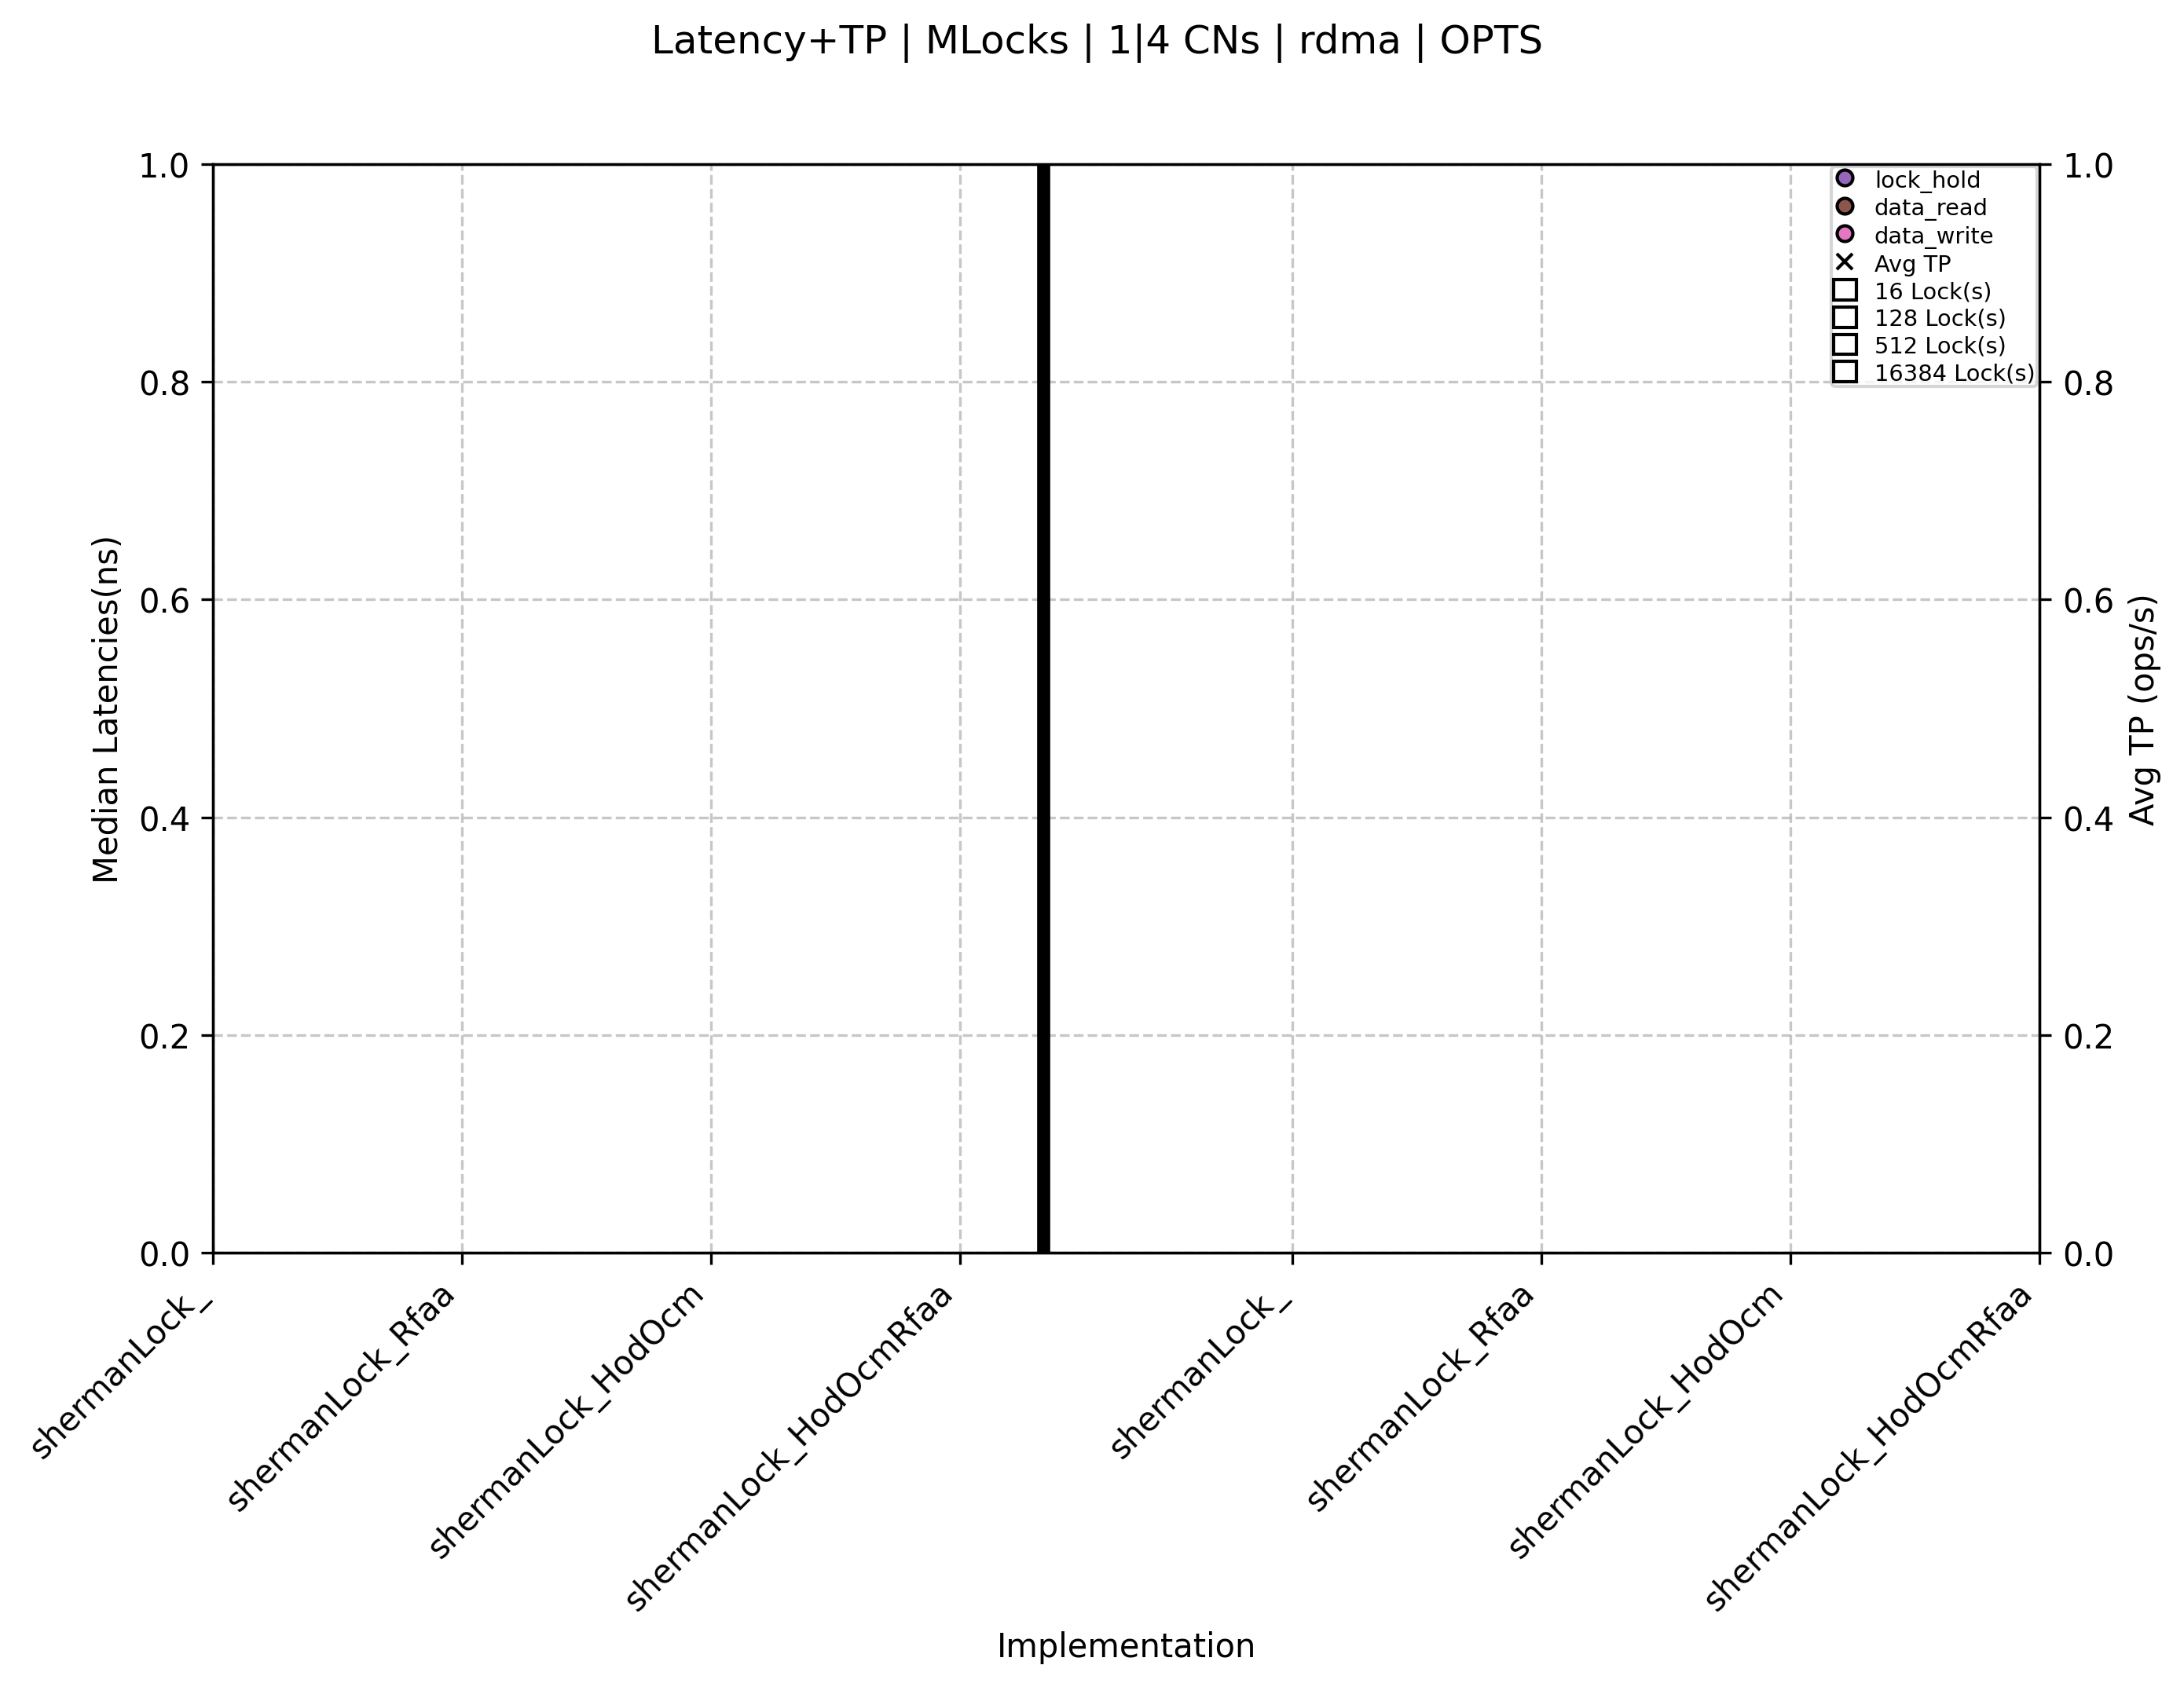 Latency+TP | MLocks | 1|4 CNs | rdma | OPTS
1.0
0.8
0.6
0.4
0.2
0.0
Median Latencies(ns)
1.0
0.8
0.6
0.4
0.2
0.0
Avg TP (ops/s)
lock_hold
data_read
data_write
Avg TP
16 Lock(s)
128 Lock(s)
512 Lock(s)
16384 Lock(s)
shermanLock_
shermanLock_Rfaa
shermanLock_HodOcm
shermanLock_HodOcmRfaa
shermanLock_
shermanLock_Rfaa
shermanLock_HodOcm
shermanLock_HodOcmRfaa
Implementation